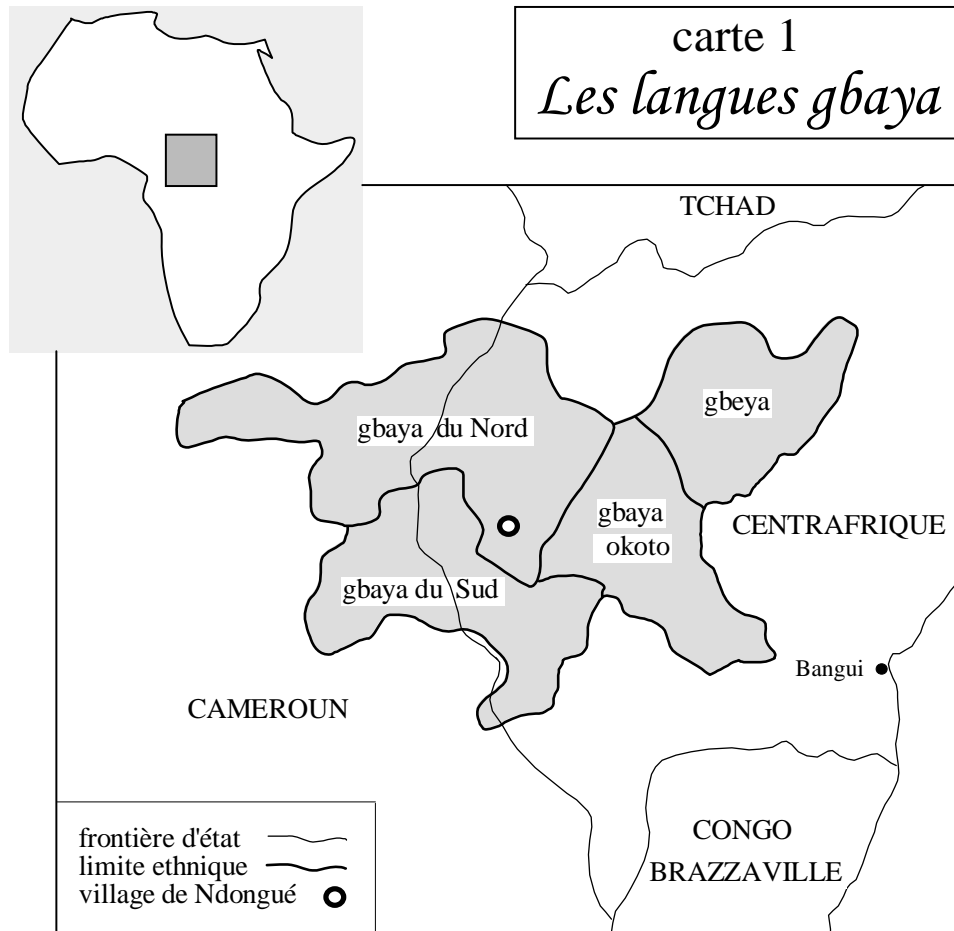 carte 1
Les langues gbaya
TCHAD
gbeya
gbaya du Nord
gbaya
okoto
CENTRAFRIQUE
gbaya du Sud
Bangui
CAMEROUN
CONGO
BRAZZAVILLE
frontière d'état
limite ethnique
village de Ndongué